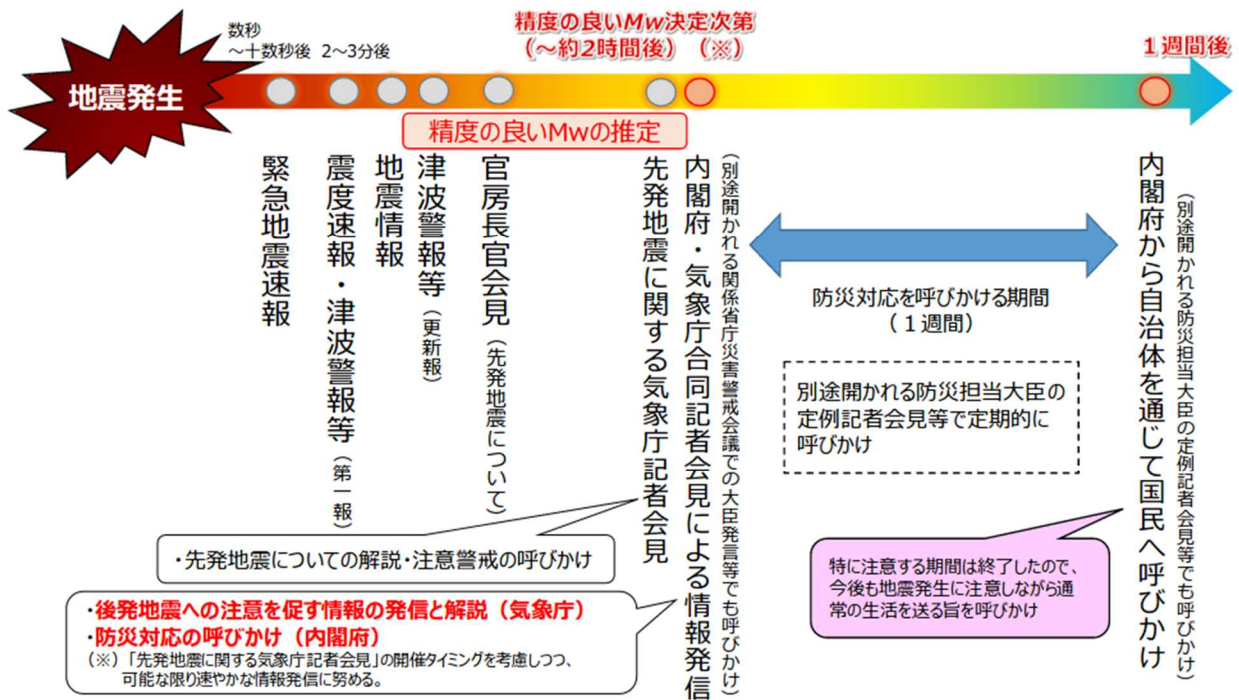 数秒
～十数秒後 2～3分後
精度の良いMw決定次第
（～約2時間後）（※）
１週間後
地震発生
精度の良いMwの推定
緊急地震速報
震度速報・津波警報等（第一報）
地震情報
津波警報等（更新報）
官房長官会見（先発地震について）
先発地震に関する気象庁記者会見
内閣府・気象庁合同記者会見による情報発信
（別途開かれる関係省庁災害警戒会議での大臣発言等でも呼びかけ）
防災対応を呼びかける期間
（１週間）
別途開かれる防災担当大臣の
定例記者会見等で定期的に
呼びかけ
内閣府から自治体を通じて国民へ呼びかけ
（別途開かれる防災担当大臣の定例記者会見等でも呼びかけ）
・先発地震についての解説・注意警戒の呼びかけ
・後発地震への注意を促す情報の発信と解説（気象庁）
・防災対応の呼びかけ（内閣府）
（※）「先発地震に関する気象庁記者会見」の開催タイミングを考慮しつつ、
可能な限り速やかな情報発信に努める。
特に注意する期間は終了したので、
今後も地震発生に注意しながら通
常の生活を送る旨を呼びかけ